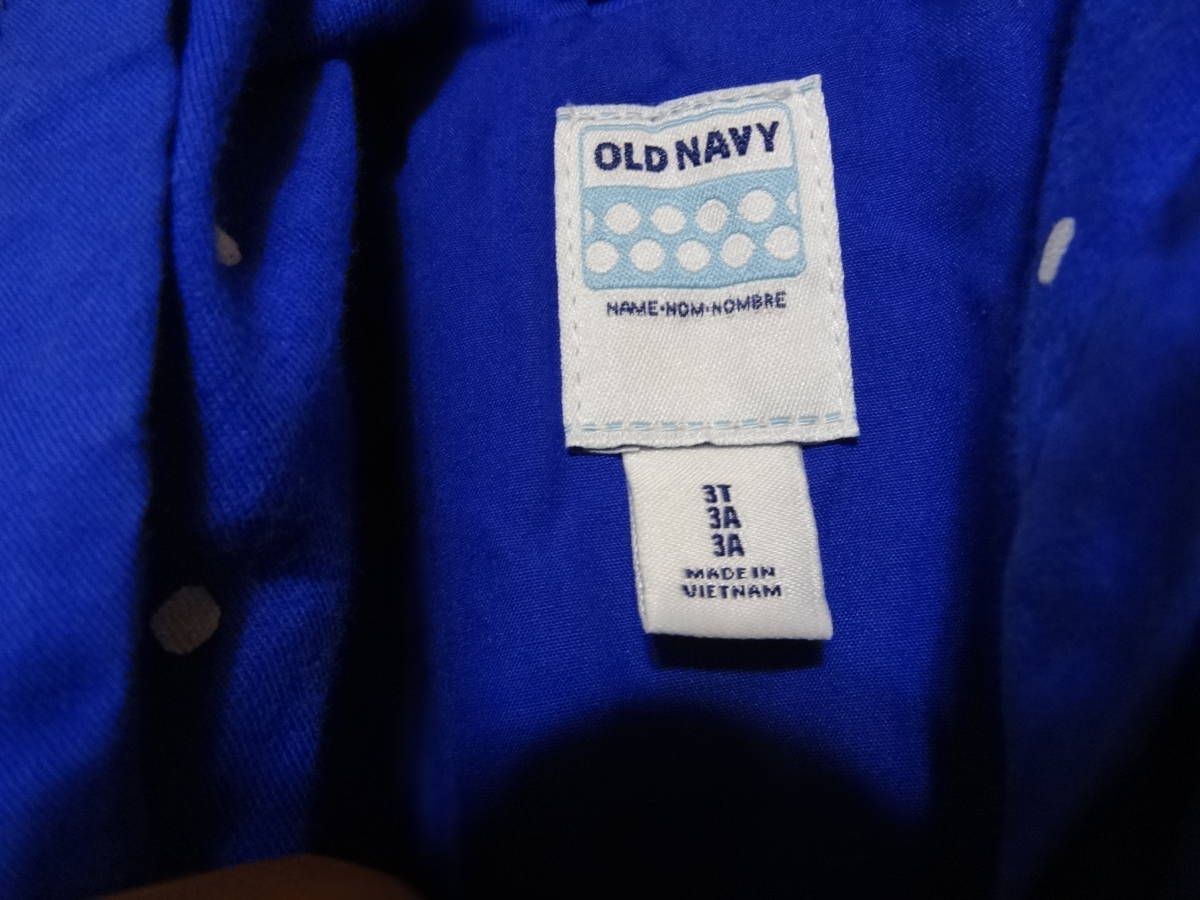 OLD NAVY
NAME•NOM•NOMBRE
3T
3A
3A
MADE IN
VIETNAM